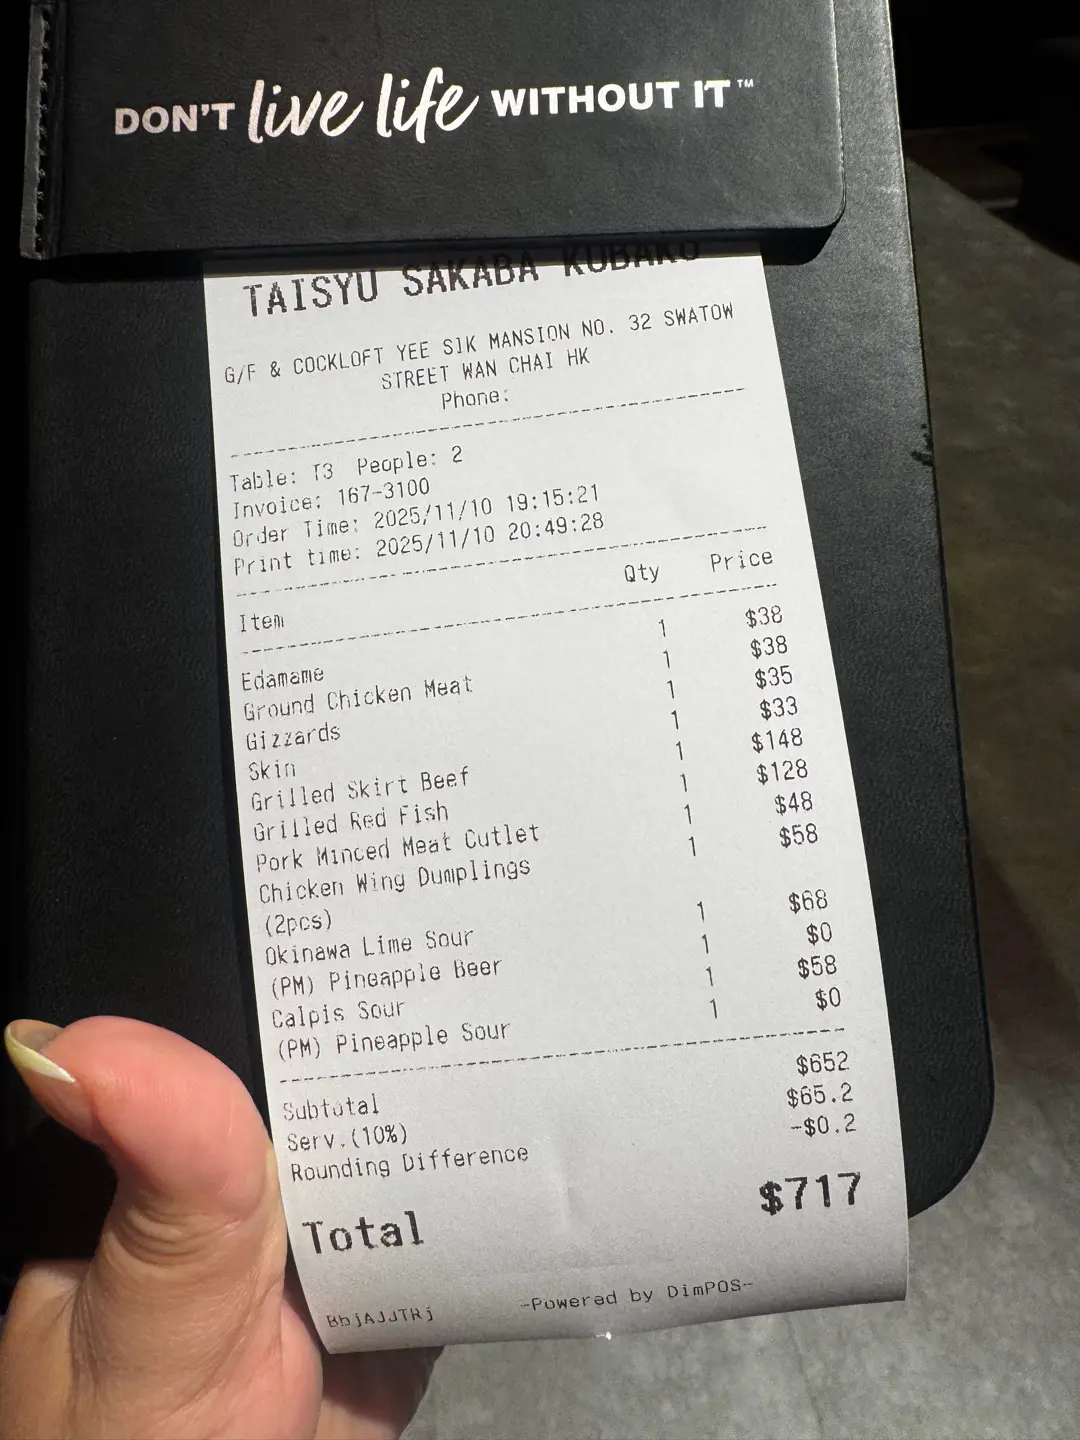 DON'T live life WITHOUT IT™
TAISYU SAKABA KUBAKO
G/F & COCKLOFT YEE SIK MANSION NO. 32 SWATOW
STREET WAN CHAI HK
Phone:
Table: T3 People: 2
Invoice: 167-3100
Order Time: 2025/11/10 19:15:21
Print time: 2025/11/10 20:49:28
Item Qty Price
Edamame 1 $38
Ground Chicken Meat 1 $38
Gizzards 1 $35
Skin 1 $33
Grilled Skirt Beef 1 $148
Grilled Red Fish 1 $128
Pork Minced Meat Cutlet 1 $48
Chicken Wing Dumplings 1 $58
(2pcs)
Okinawa Lime Sour 1 $68
(PM) Pineapple Beer 1 $0
Calpis Sour 1 $58
(PM) Pineapple Sour 1 $0
Subtotal $652
Serv.(10%) $65.2
Rounding Difference -$0.2
Total $717
BbjAJJTRj -Powered by DimPOS-